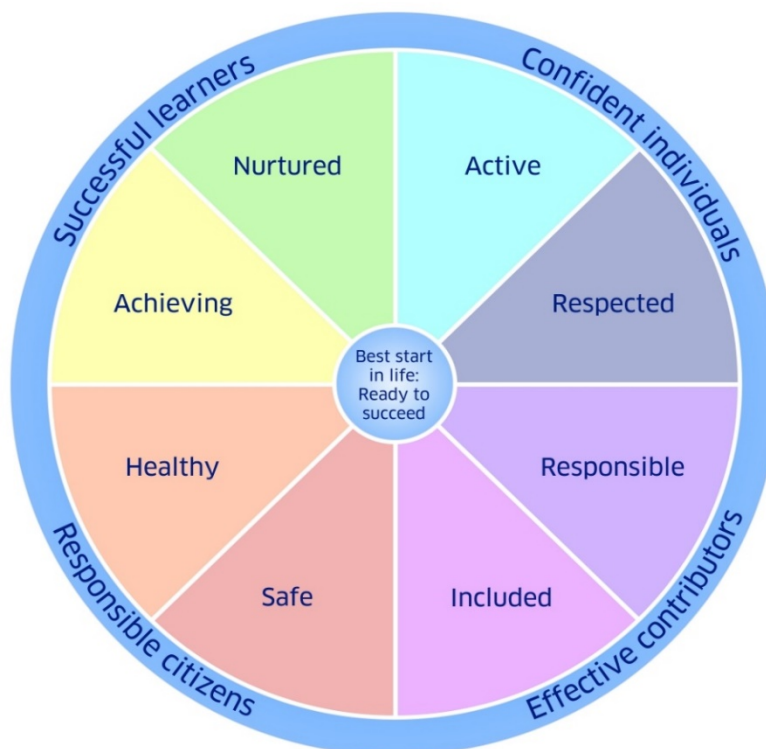 Successful learners
Confident individuals
Nurtured
Active
Achieving
Respected
Best start
in life:
Ready to
succeed
Healthy
Responsible
Safe
Included
Responsible citizens
Effective contributors